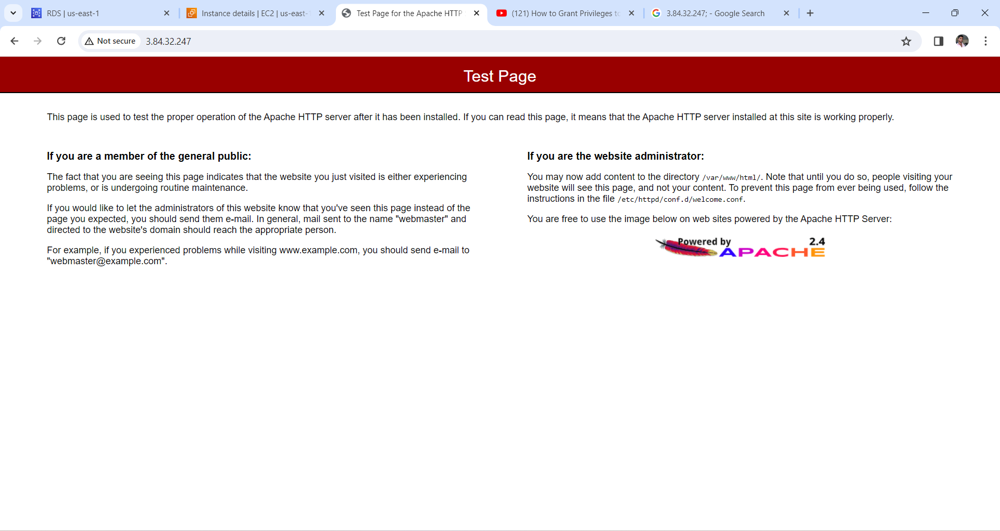 RDS | us-east-1
Instance details | EC2 | us-east-1
Test Page for the Apache HTTP
(121) How to Grant Privileges to
3.84.32.247; - Google Search
Not secure
3.84.32.247
Test Page
This page is used to test the proper operation of the Apache HTTP server after it has been installed. If you can read this page, it means that the Apache HTTP server installed at this site is working properly.
If you are a member of the general public:
The fact that you are seeing this page indicates that the website you just visited is either experiencing
problems, or is undergoing routine maintenance.
If you would like to let the administrators of this website know that you've seen this page instead of the
page you expected, you should send them e-mail. In general, mail sent to the name "webmaster" and
directed to the website's domain should reach the appropriate person.
For example, if you experienced problems while visiting www.example.com, you should send e-mail to
"webmaster@example.com".
If you are the website administrator:
You may now add content to the directory /var/www/html/. Note that until you do so, people visiting your
website will see this page, and not your content. To prevent this page from ever being used, follow the
instructions in the file /etc/httpd/conf.d/welcome.conf.
You are free to use the image below on web sites powered by the Apache HTTP Server:
Powered by 2.4
APACHE